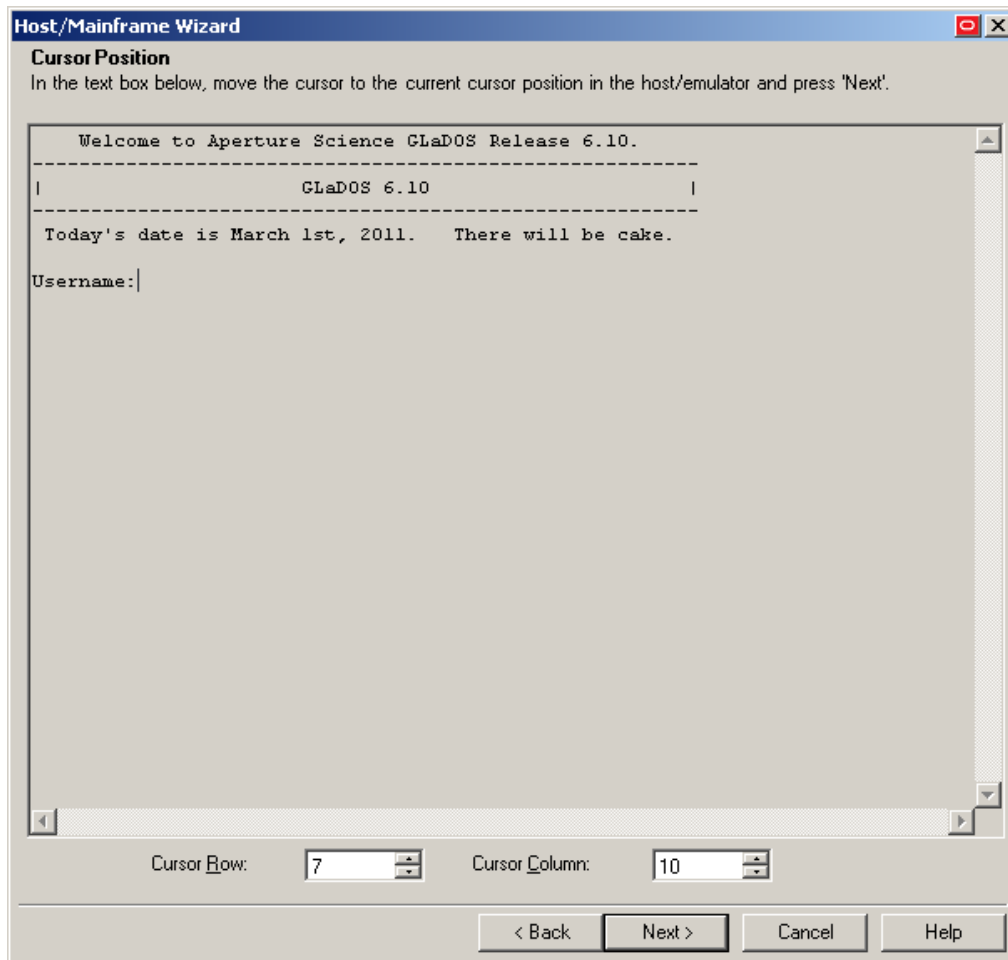 Host/Mainframe Wizard
Cursor Position
In the text box below, move the cursor to the current cursor position in the host/emulator and press 'Next'.
Welcome to Aperture Science GLaDOS Release 6.10.
-------------------------------------------------------
| GLaDOS 6.10 |
-------------------------------------------------------
Today's date is March 1st, 2011. There will be cake.
Username:
Cursor Row: 7 Cursor Column: 10
< Back Next > Cancel Help